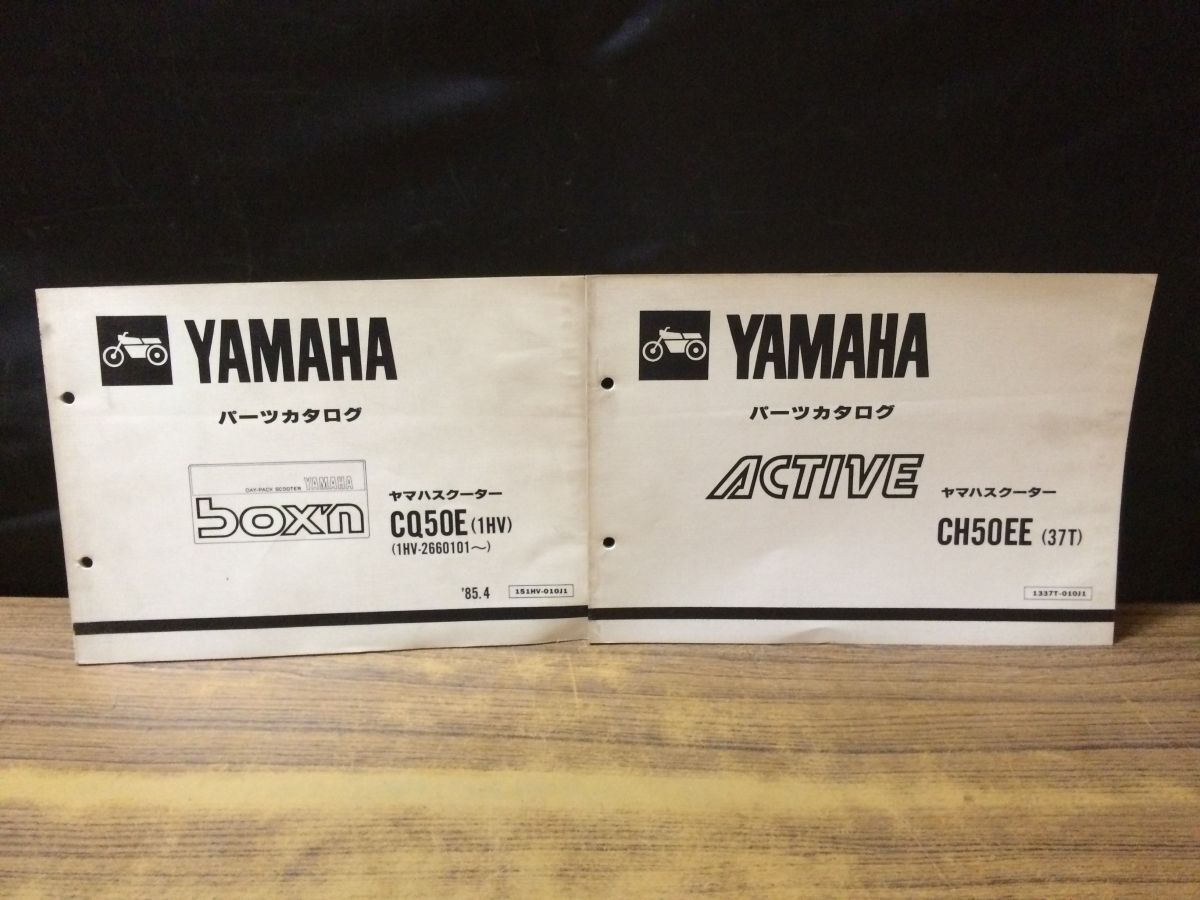 YAMAHA
パーツカタログ
DAY-PACK SCOOTER YAMAHA
box'n
ヤマハスクーター
CQ50E (1HV)
(1HV-2660101〜)
'85.4
151HV-010J1
YAMAHA
パーツカタログ
ACTIVE
ヤマハスクーター
CH50EE (37T)
1337T-010J1